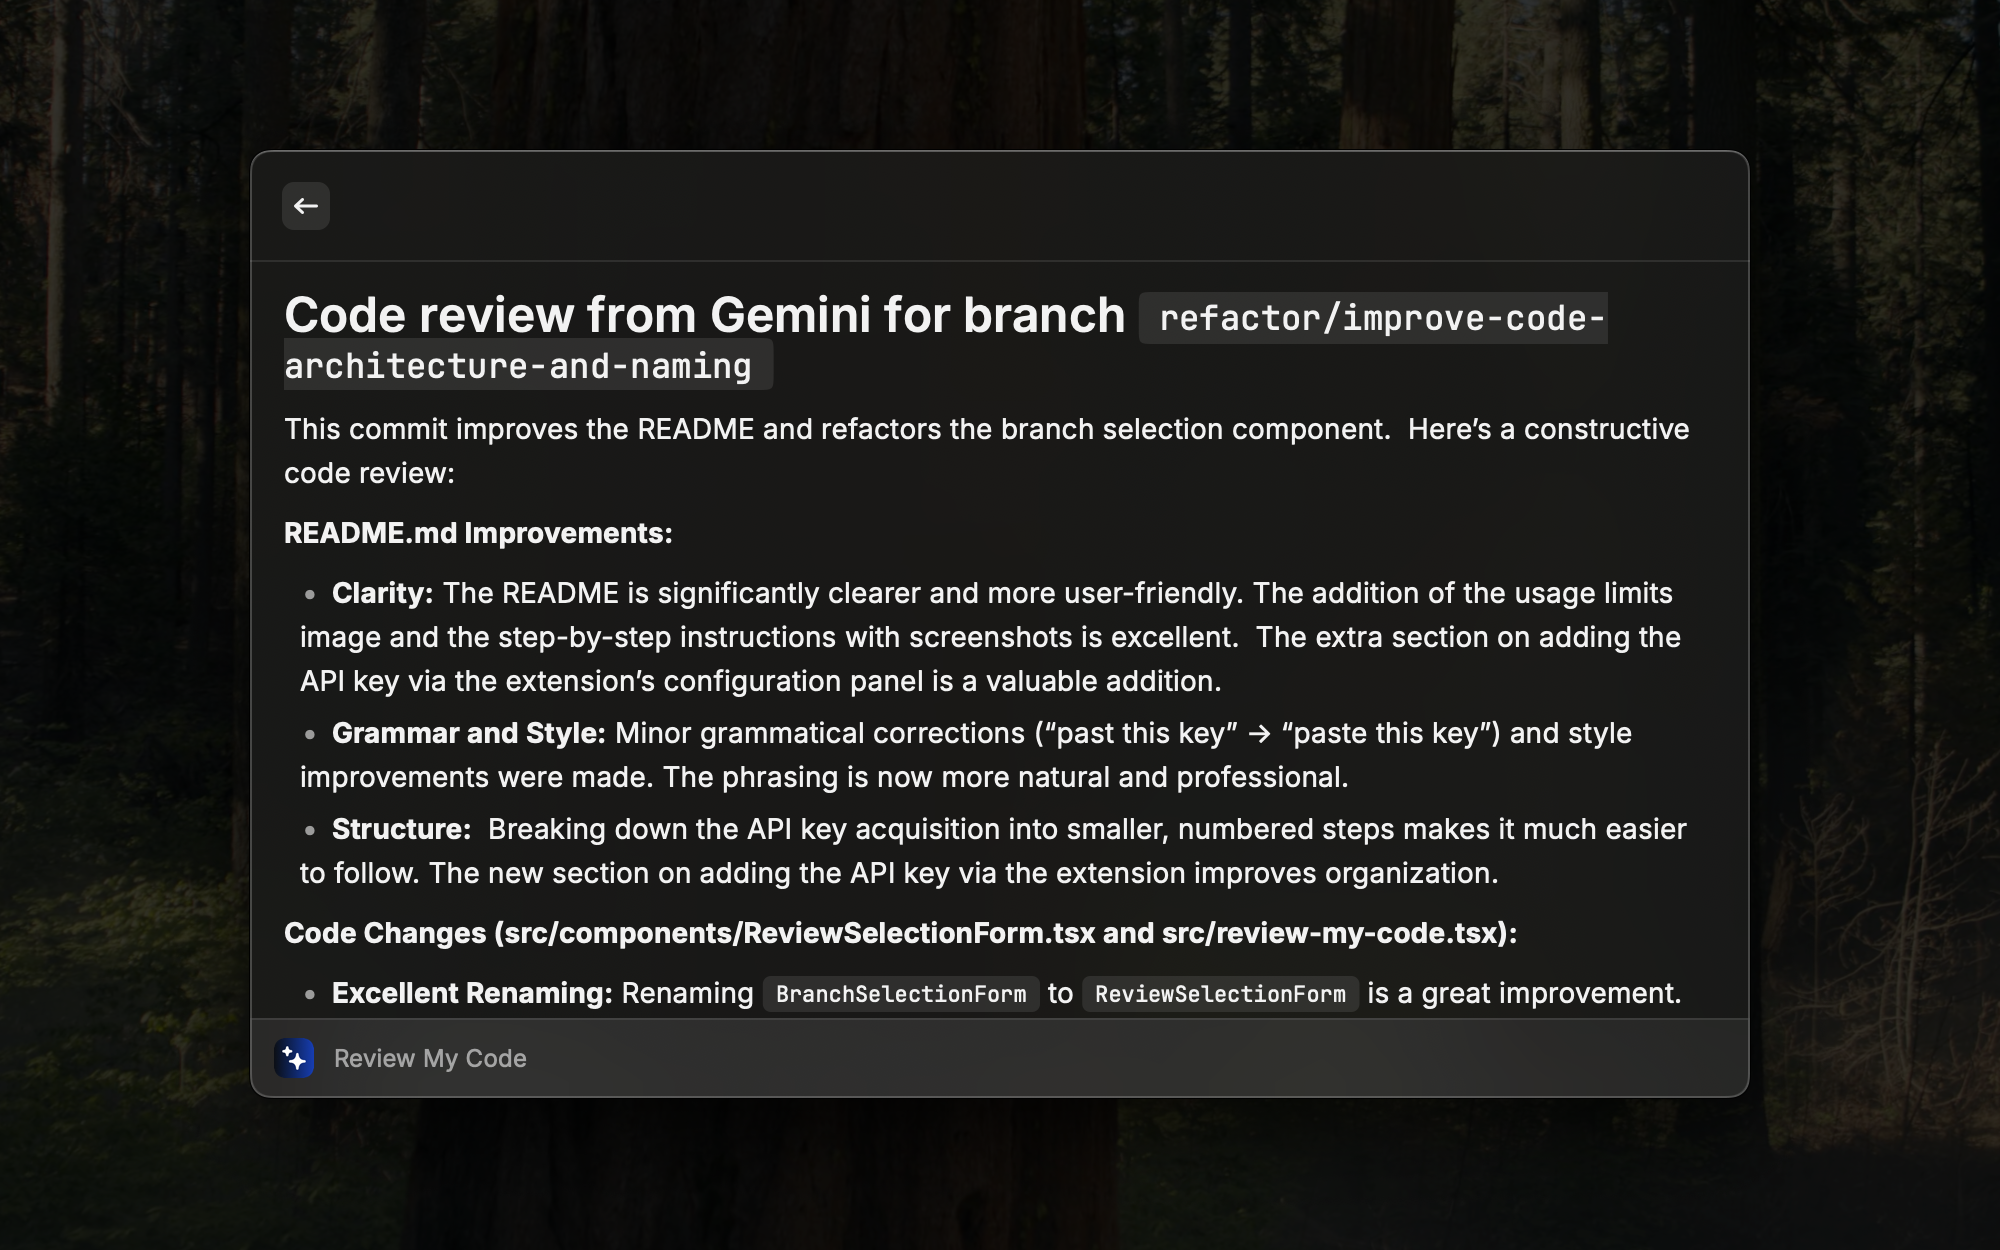 Code review from Gemini for branch refactor/improve-code-
architecture-and-naming
This commit improves the README and refactors the branch selection component.  Here’s a constructive
code review:
README.md Improvements:
• Clarity: The README is significantly clearer and more user-friendly. The addition of the usage limits
image and the step-by-step instructions with screenshots is excellent.  The extra section on adding the
API key via the extension’s configuration panel is a valuable addition.
• Grammar and Style: Minor grammatical corrections (“past this key” → “paste this key”) and style
improvements were made. The phrasing is now more natural and professional.
• Structure:  Breaking down the API key acquisition into smaller, numbered steps makes it much easier
to follow. The new section on adding the API key via the extension improves organization.
Code Changes (src/components/ReviewSelectionForm.tsx and src/review-my-code.tsx):
• Excellent Renaming: Renaming BranchSelectionForm to ReviewSelectionForm is a great improvement.
Review My Code